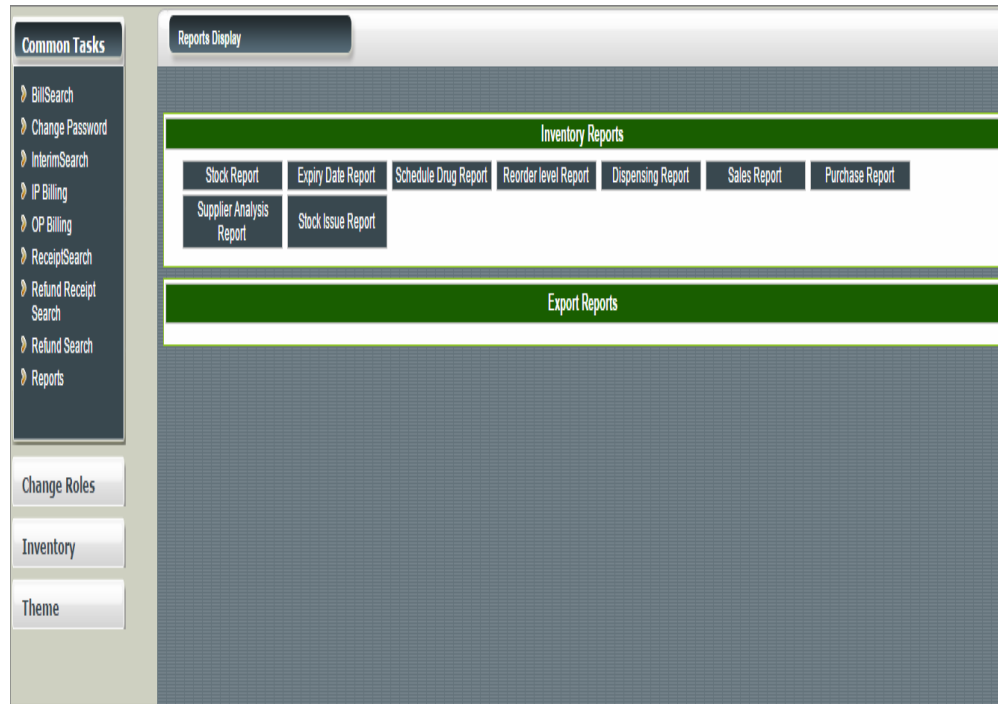 Common Tasks
BillSearch
Change Password
InterimSearch
IP Billing
OP Billing
ReceiptSearch
Refund Receipt
Search
Refund Search
Reports
Change Roles
Inventory
Theme
Reports Display
Inventory Reports
Stock Report Expiry Date Report Schedule Drug Report Reorder level Report Dispensing Report Sales Report Purchase Report
Supplier Analysis
Report
Stock Issue Report
Export Reports